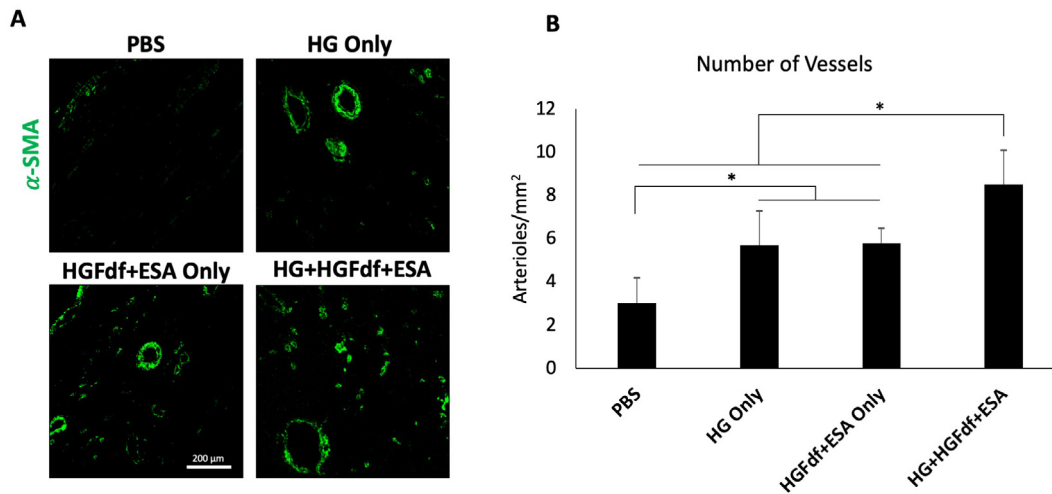 A
PBS
HG Only
α-SMA
HGFdf+ESA Only
HG+HGFdf+ESA
200 μm
B
Number of Vessels
Arterioles/mm²
12
10
8
6
4
2
0
*
*
PBS
HG Only
HGFdf+ESA Only
HG+HGFdf+ESA